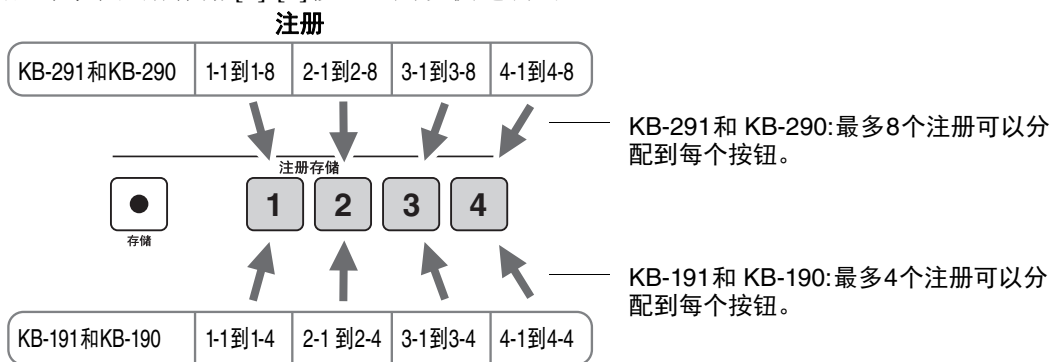 注册
KB-291和KB-290 1-1到1-8 2-1到2-8 3-1到3-8 4-1到4-8
KB-291和 KB-290:最多8个注册可以分
配到每个按钮。
注册存储
1 2 3 4
存储
KB-191和 KB-190:最多4个注册可以分
配到每个按钮。
KB-191和KB-190 1-1到1-4 2-1 到2-4 3-1到3-4 4-1到4-4